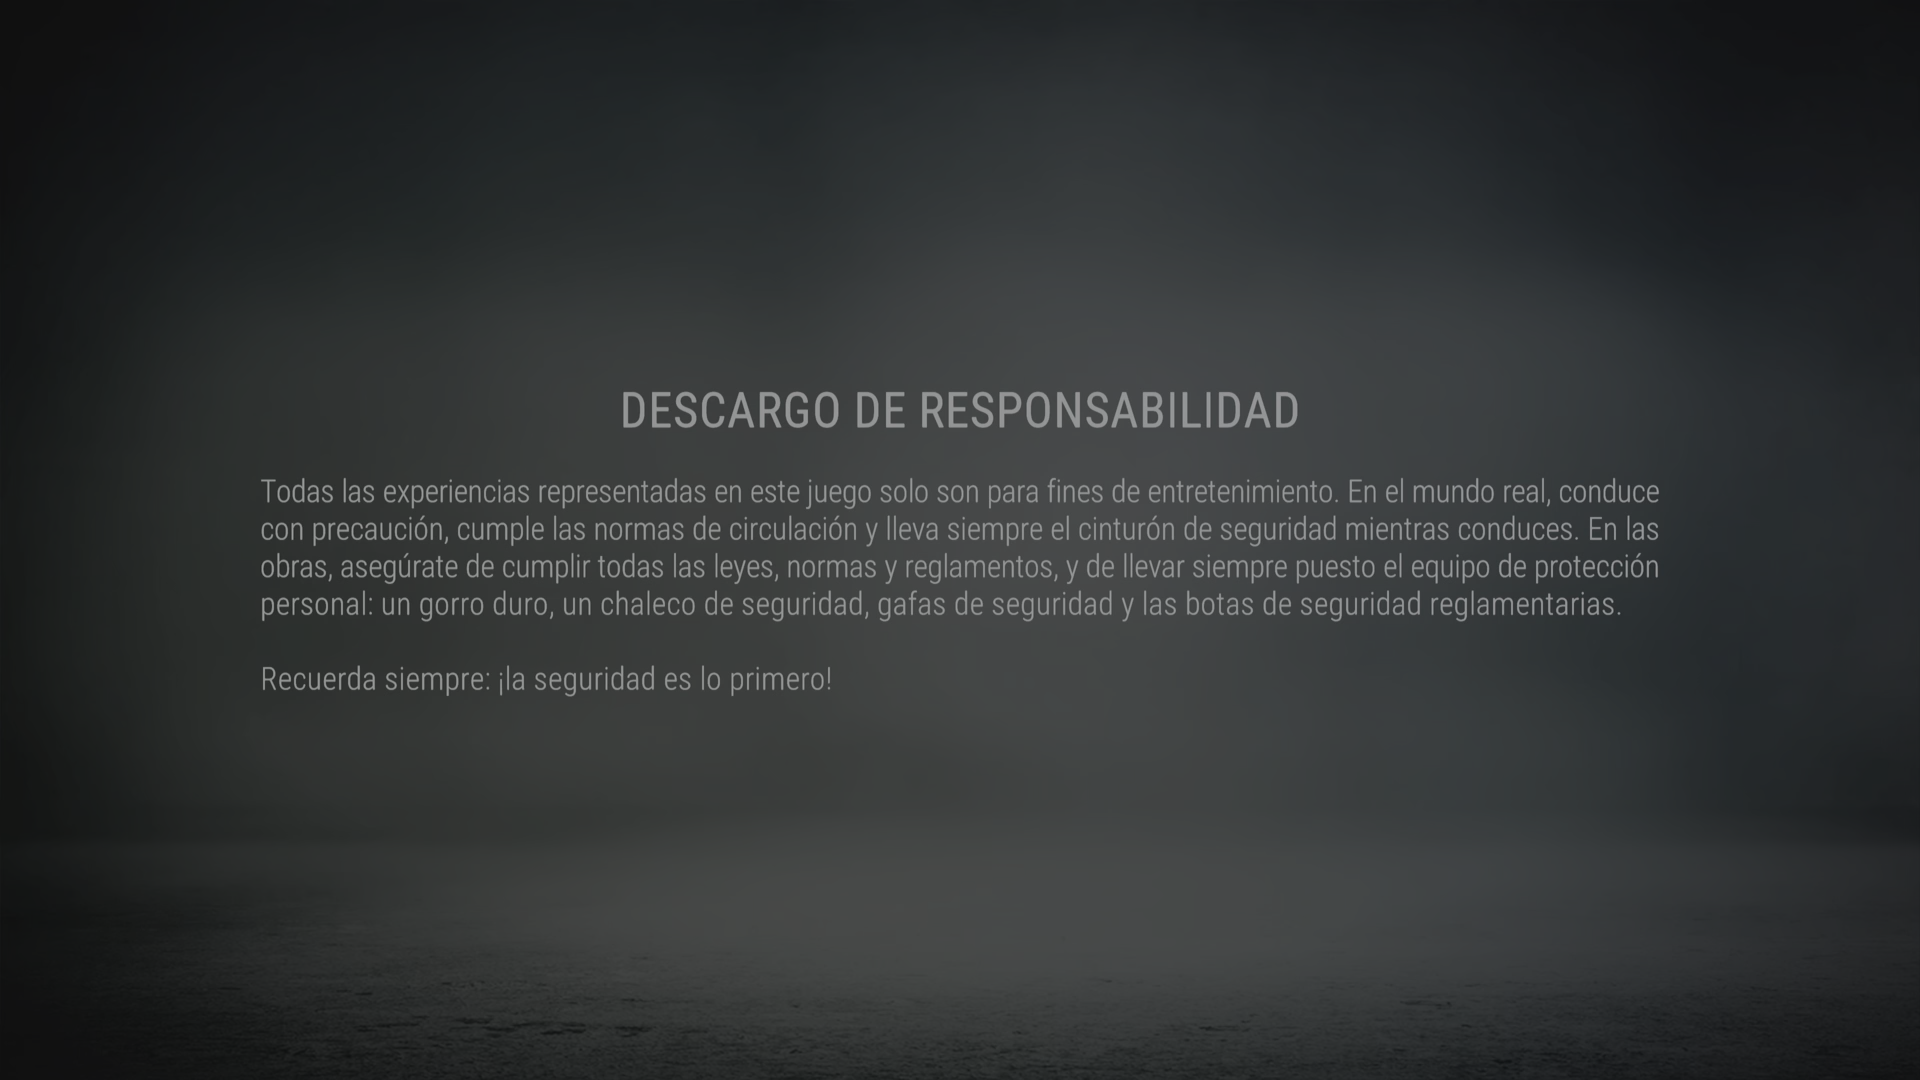 DESCARGO DE RESPONSABILIDAD
Todas las experiencias representadas en este juego solo son para fines de entretenimiento. En el mundo real, conduce
con precaución, cumple las normas de circulación y lleva siempre el cinturón de seguridad mientras conduces. En las
obras, asegúrate de cumplir todas las leyes, normas y reglamentos, y de llevar siempre puesto el equipo de protección
personal: un gorro duro, un chaleco de seguridad, gafas de seguridad y las botas de seguridad reglamentarias.
Recuerda siempre: ¡la seguridad es lo primero!